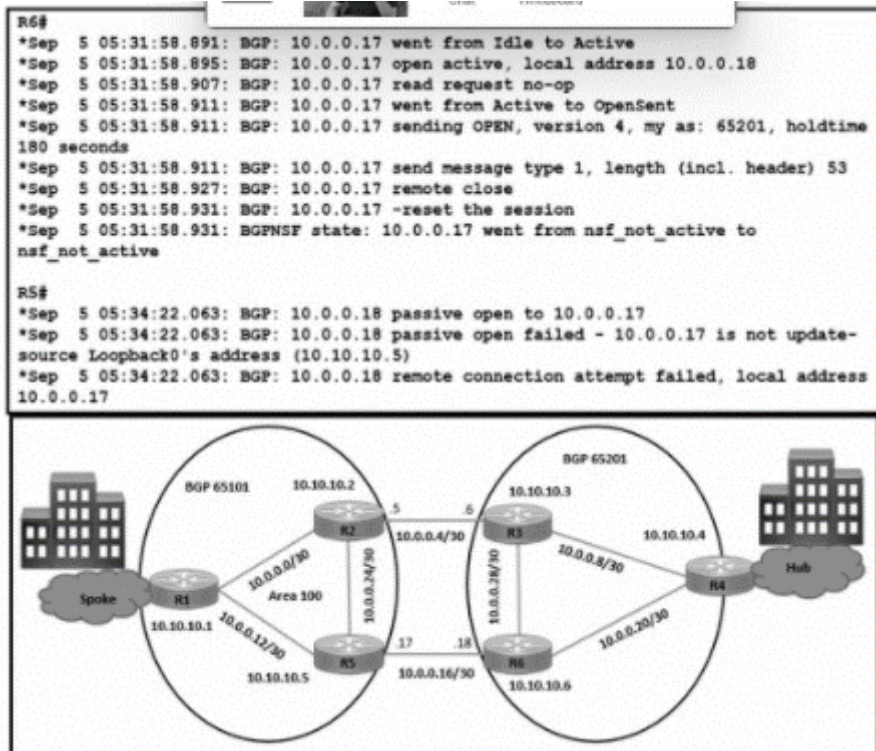 R6#
*Sep 5 05:31:58.891: BGP: 10.0.0.17 went from Idle to Active
*Sep 5 05:31:58.895: BGP: 10.0.0.17 open active, local address 10.0.0.18
*Sep 5 05:31:58.907: BGP: 10.0.0.17 read request no-op
*Sep 5 05:31:58.911: BGP: 10.0.0.17 went from Active to OpenSent
*Sep 5 05:31:58.911: BGP: 10.0.0.17 sending OPEN, version 4, my as: 65201, holdtime
180 seconds
*Sep 5 05:31:58.911: BGP: 10.0.0.17 send message type 1, length (incl. header) 53
*Sep 5 05:31:58.927: BGP: 10.0.0.17 remote close
*Sep 5 05:31:58.931: BGP: 10.0.0.17 -reset the session
*Sep 5 05:31:58.931: BGPNSF state: 10.0.0.17 went from nsf_not_active to
nsf_not_active
R5#
*Sep 5 05:34:22.063: BGP: 10.0.0.18 passive open to 10.0.0.17
*Sep 5 05:34:22.063: BGP: 10.0.0.18 passive open failed - 10.0.0.17 is not update-
source Loopback0's address (10.10.10.5)
*Sep 5 05:34:22.063: BGP: 10.0.0.18 remote connection attempt failed, local address
10.0.0.17
BGP 65101
BGP 65201
10.10.10.2
10.10.10.3
.5
.6
R2
R3
10.0.0.4/30
10.10.10.4
10.0.0.0/30
10.0.0.24/30
10.0.0.28/30
10.0.0.8/30
Spoke
R1
Area 100
R4
Hub
10.10.10.1
10.0.0.12/30
10.0.0.20/30
.17
.18
R5
R6
10.10.10.5
10.0.0.16/30
10.10.10.6